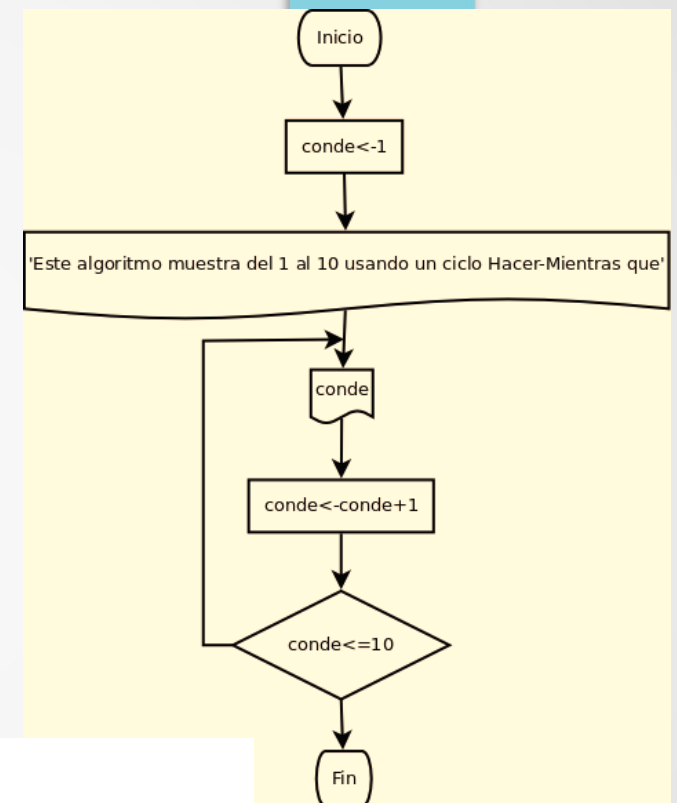 Inicio
conde<-1
'Este algoritmo muestra del 1 al 10 usando un ciclo Hacer-Mientras que'
conde
conde<-conde+1
conde<=10
Fin